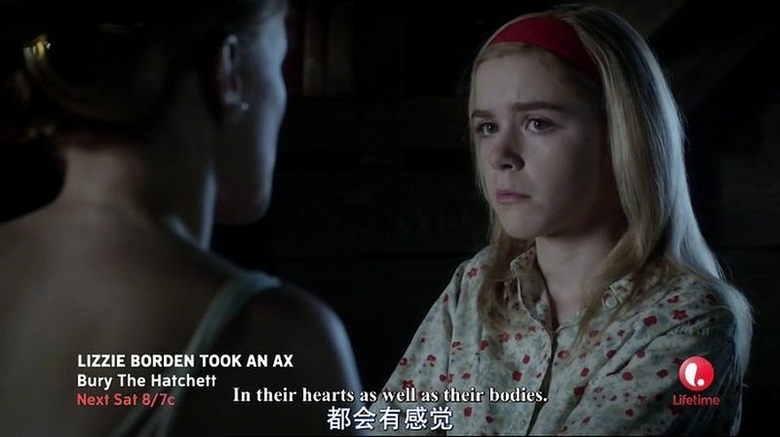 LIZZIE BORDEN TOOK AN AX
Bury The Hatchett
Next Sat 8/7c
In their hearts as well as their bodies.
都会有感觉
Lifetime